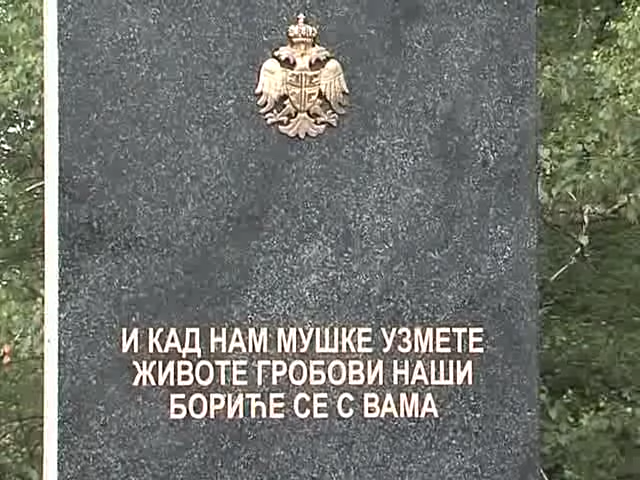 И КАД НАМ МУШКЕ УЗМЕТЕ
ЖИВОТЕ ГРОБОВИ НАШИ
БОРИЋЕ СЕ С ВАМА